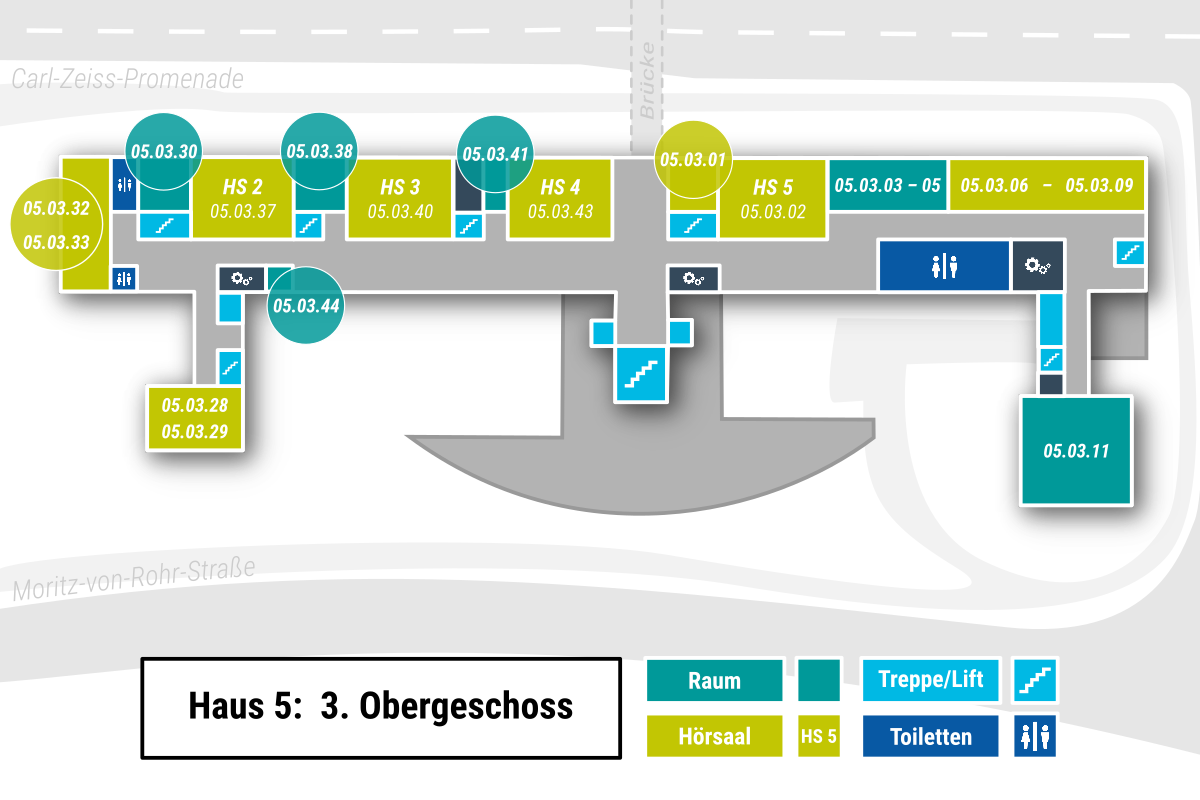 Brücke
Carl-Zeiss-Promenade
05.03.30
05.03.38
05.03.41
05.03.01
05.03.32
05.03.33
HS 2
05.03.37
HS 3
05.03.40
HS 4
05.03.43
HS 5
05.03.02
05.03.03 – 05
05.03.06 – 05.03.09
05.03.44
05.03.28
05.03.29
05.03.11
Moritz-von-Rohr-Straße
Haus 5: 3. Obergeschoss
Raum
Treppe/Lift
Hörsaal
HS 5
Toiletten